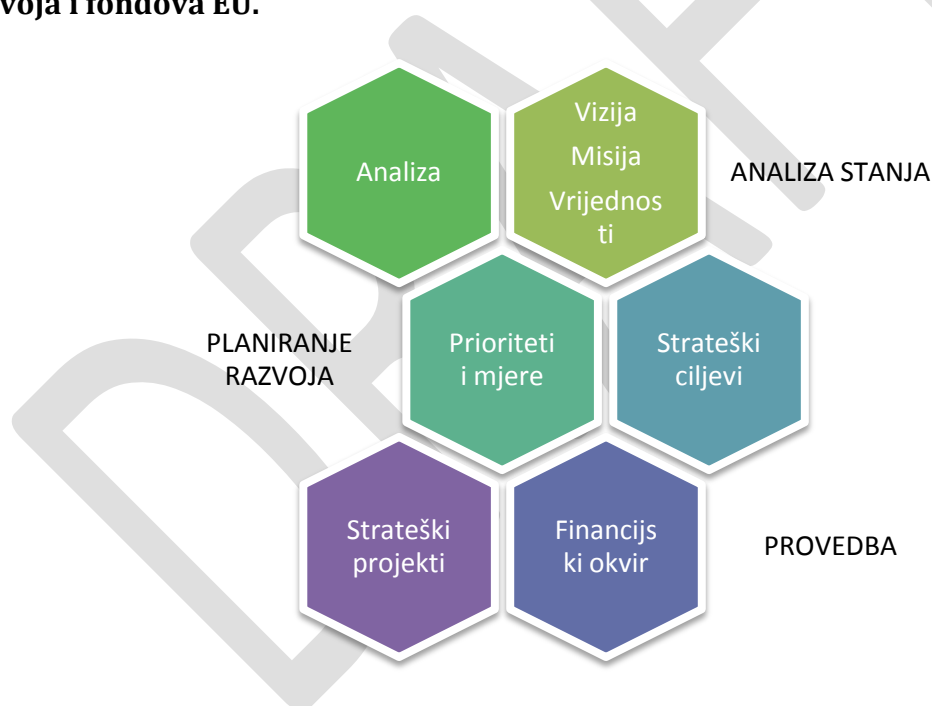 voja i fondova EU.
Analiza
Vizija
Misija
Vrijednos
ti
ANALIZA STANJA
PLANIRANJE
RAZVOJA
Prioriteti
i mjere
Strateški
ciljevi
Strateški
projekti
Financijs
ki okvir
PROVEDBA